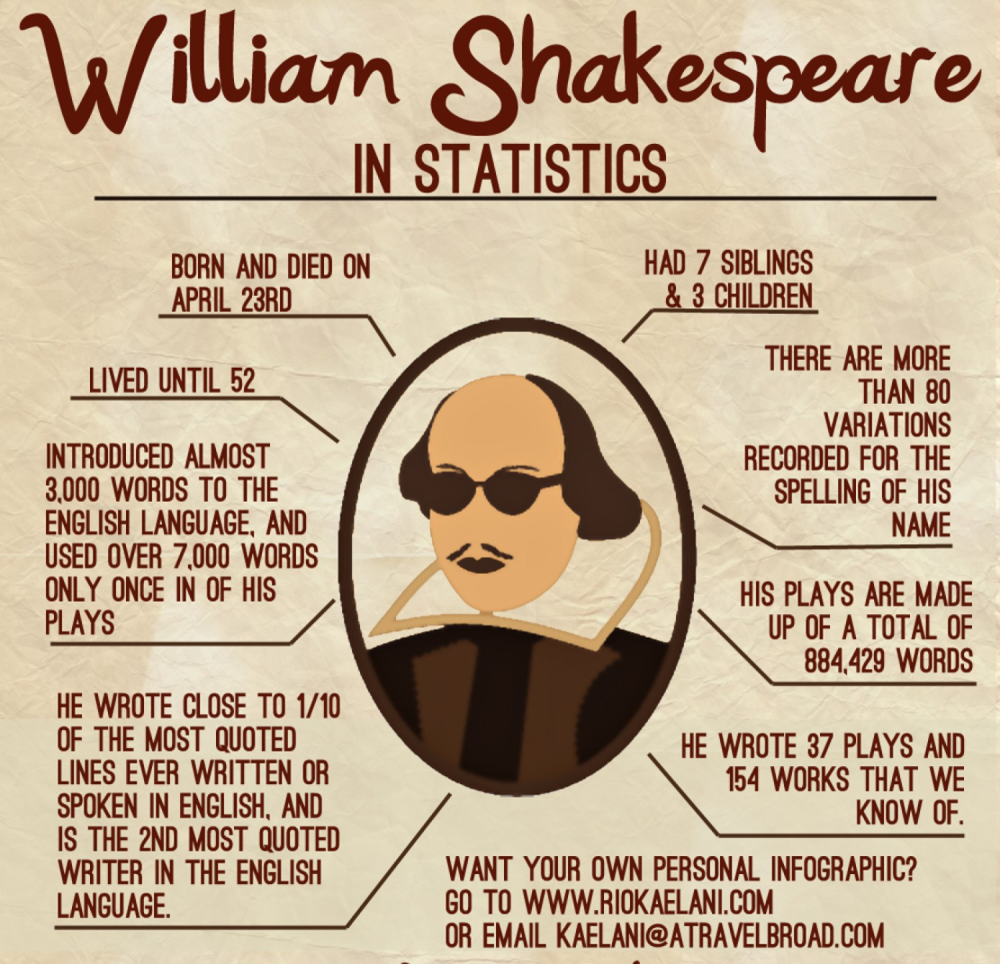 William Shakespeare
IN STATISTICS
BORN AND DIED ON
APRIL 23RD
HAD 7 SIBLINGS
& 3 CHILDREN
LIVED UNTIL 52
THERE ARE MORE
THAN 80
VARIATIONS
RECORDED FOR THE
SPELLING OF HIS
NAME
INTRODUCED ALMOST
3,000 WORDS TO THE
ENGLISH LANGUAGE, AND
USED OVER 7,000 WORDS
ONLY ONCE IN OF HIS
PLAYS
HIS PLAYS ARE MADE
UP OF A TOTAL OF
884,429 WORDS
HE WROTE CLOSE TO 1/10
OF THE MOST QUOTED
LINES EVER WRITTEN OR
SPOKEN IN ENGLISH, AND
IS THE 2ND MOST QUOTED
WRITER IN THE ENGLISH
LANGUAGE.
HE WROTE 37 PLAYS AND
154 WORKS THAT WE
KNOW OF.
WANT YOUR OWN PERSONAL INFOGRAPHIC?
GO TO WWW.RIOKAELANI.COM
OR EMAIL KAELANI@ATRAVELBROAD.COM